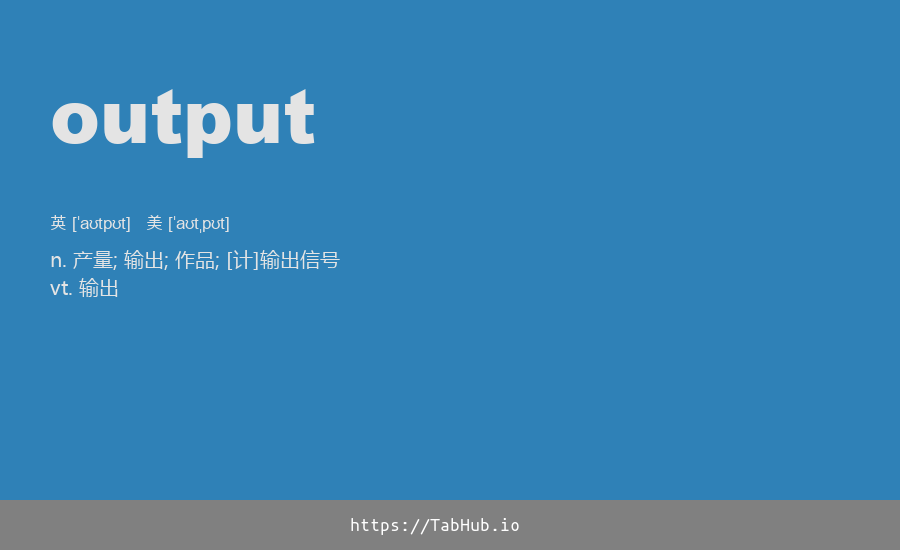 output
英 [ˈaʊtpʊt] 美 [ˈaʊtˌpʊt]
n. 产量; 输出; 作品; [计]输出信号
vt. 输出
https://TabHub.io